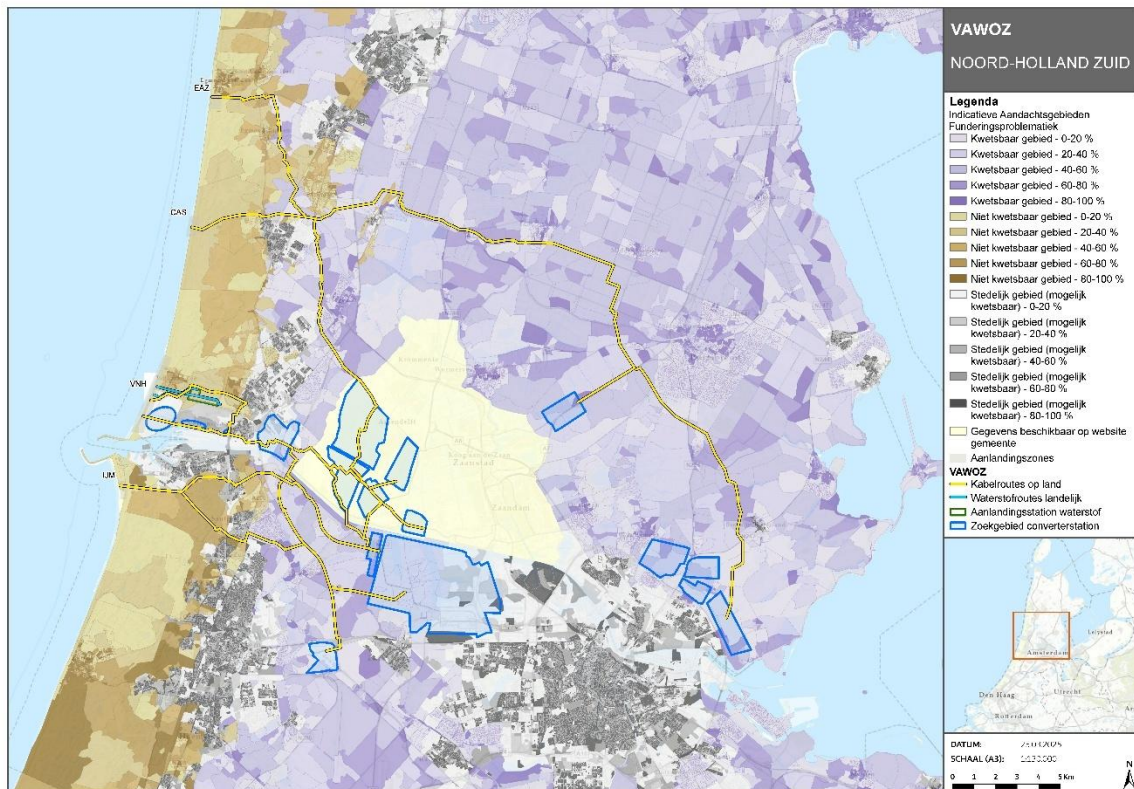 VAWOZ
NOORD-HOLLAND ZUID
Legenda
Indicatieve Aandachtsgebieden
Funderingsproblematiek
Kwetsbaar gebied - 0-20 %
Kwetsbaar gebied - 20-40 %
Kwetsbaar gebied - 40-60 %
Kwetsbaar gebied - 60-80 %
Kwetsbaar gebied - 80-100 %
Niet kwetsbaar gebied - 0-20 %
Niet kwetsbaar gebied - 20-40 %
Niet kwetsbaar gebied - 40-60 %
Niet kwetsbaar gebied - 60-80 %
Niet kwetsbaar gebied - 80-100 %
Stedelijk gebied (mogelijk
kwetsbaar) - 0-20 %
Stedelijk gebied (mogelijk
kwetsbaar) - 20-40 %
Stedelijk gebied (mogelijk
kwetsbaar) - 40-60 %
Stedelijk gebied (mogelijk
kwetsbaar) - 60-80 %
Stedelijk gebied (mogelijk
kwetsbaar) - 80-100 %
Gegevens beschikbaar op website
gemeente
Aanlandingszones
VAWOZ
Kabelroutes op land
Waterstofroutes landelijk
Aanlandingsstation waterstof
Zoekgebied converterstation
EAZ
CAS
VNH
IJM
Zaanstad
Zaandam
Lelystad
Amsterdam
Den Haag
Utrecht
Rotterdam
DATUM:
SCHAAL (A3):
N
0 1 2 3 4 5 Km